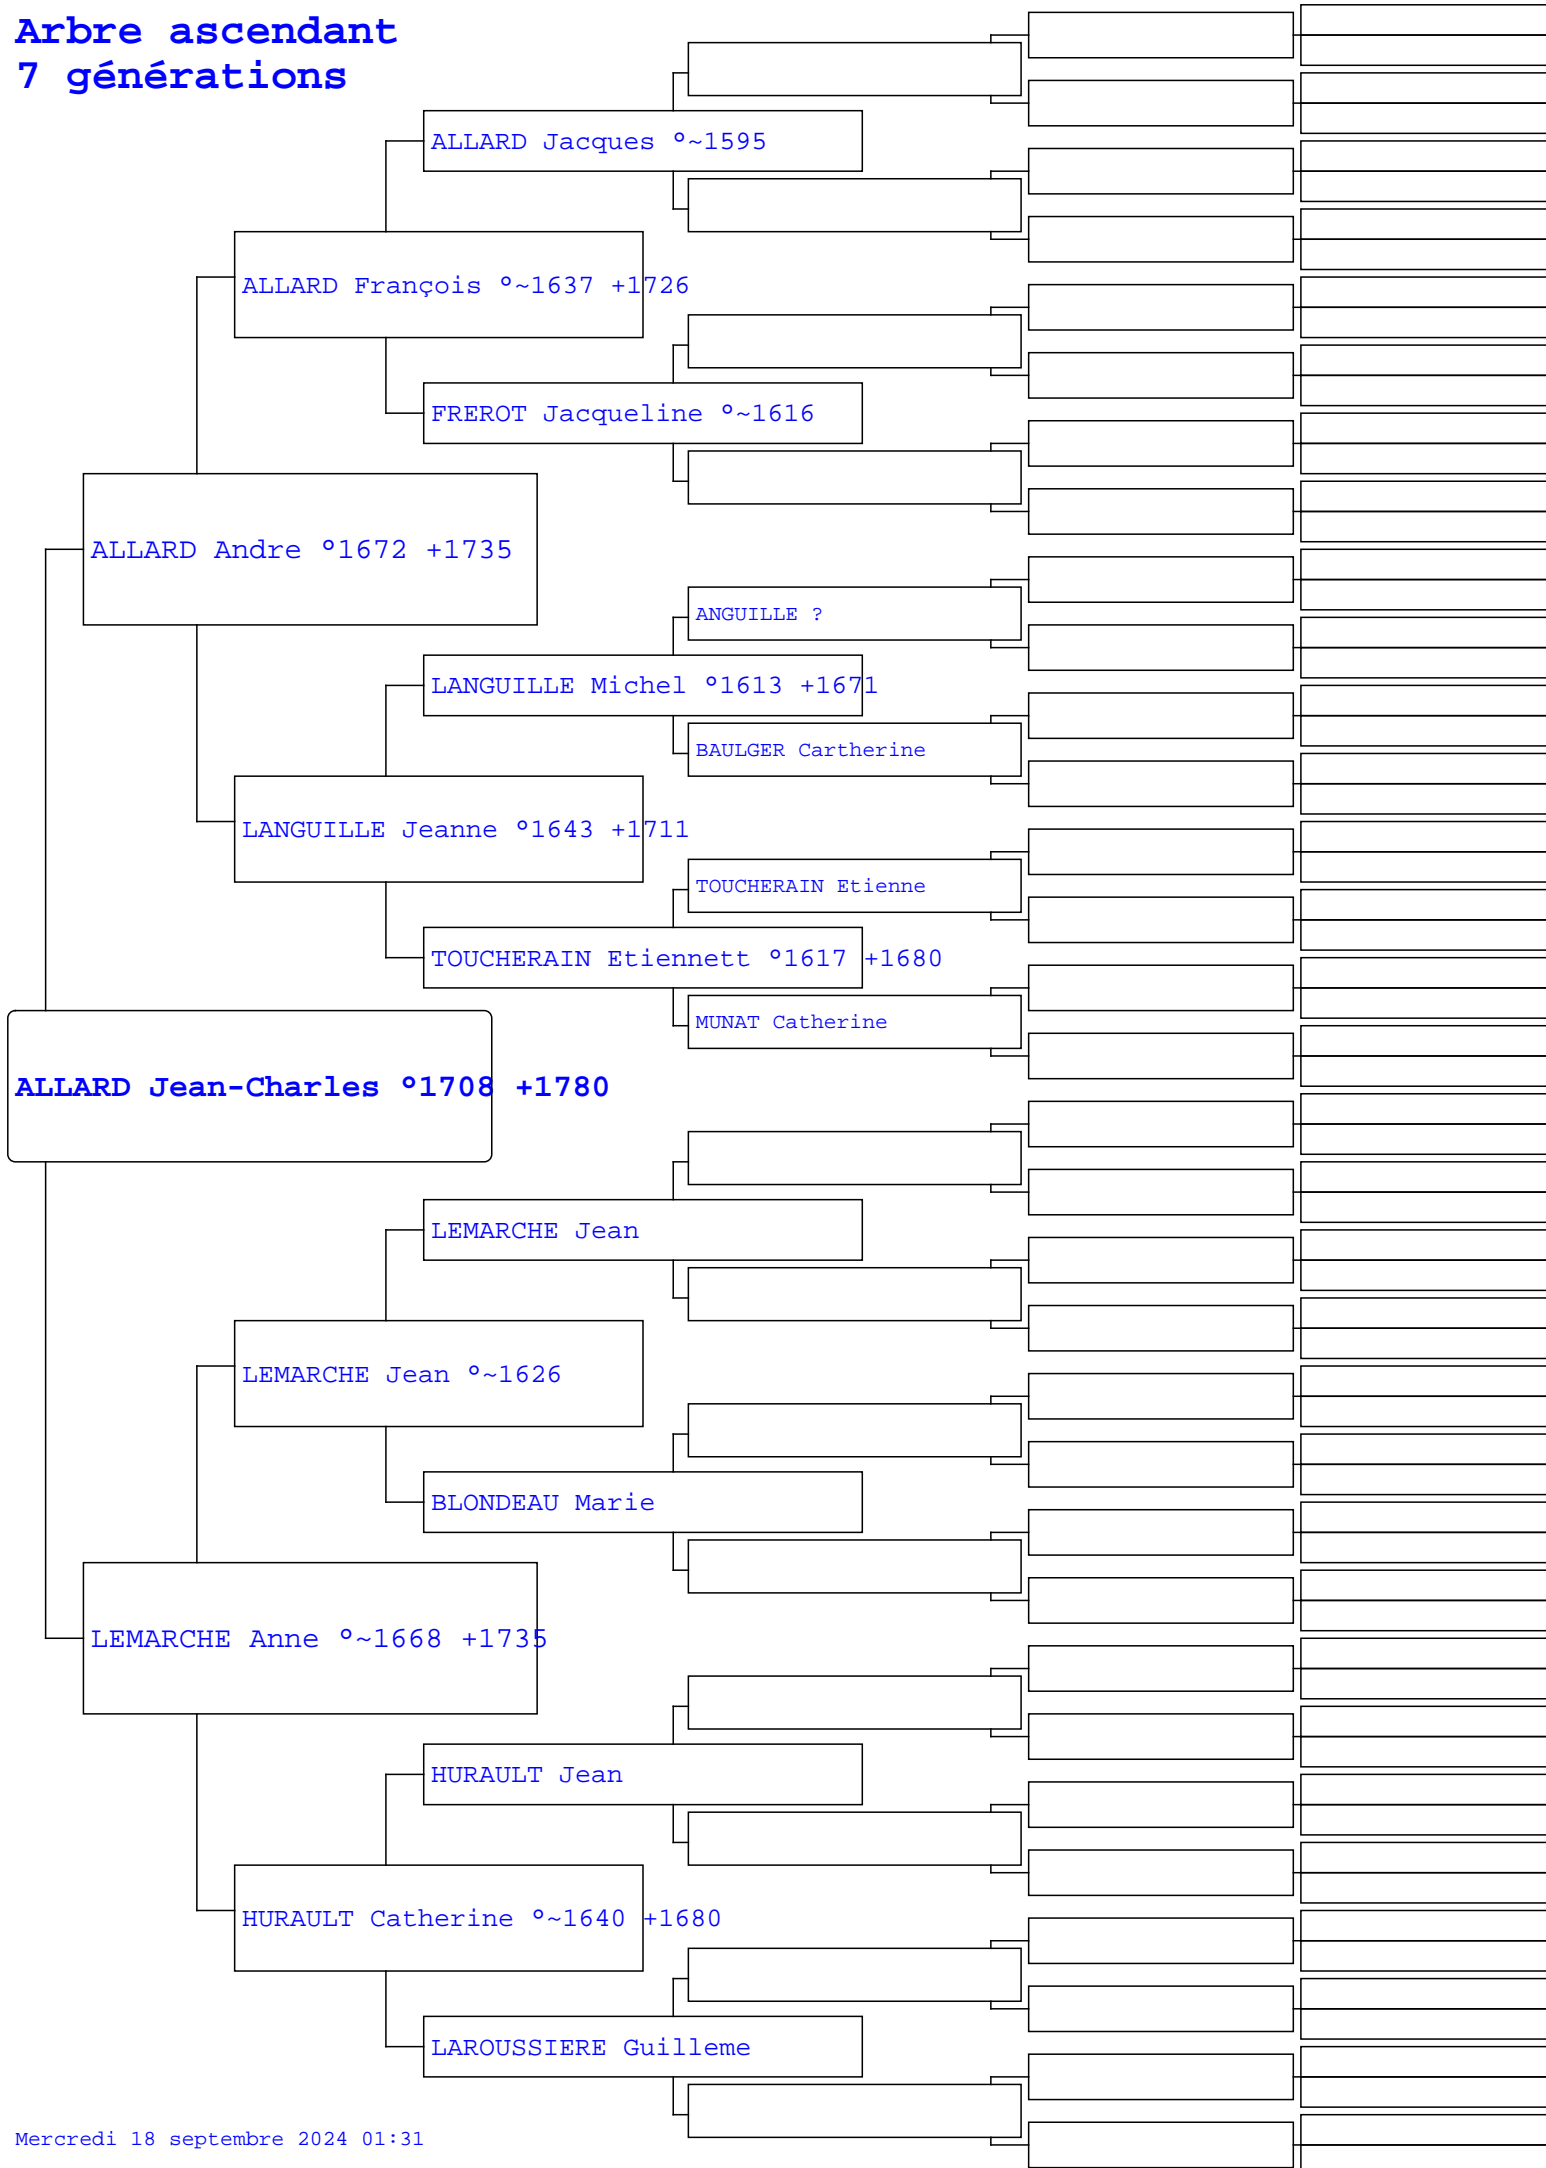 Arbre ascendant
7 générations
ALLARD Jacques °~1595
ALLARD François °~1637 +1726
FREROT Jacqueline °~1616
ALLARD Andre °1672 +1735
ANGUILLE ?
LANGUILLE Michel °1613 +1671
BAULGER Cartherine
LANGUILLE Jeanne °1643 +1711
TOUCHERAIN Etienne
TOUCHERAIN Etiennett °1617 +1680
MUNAT Catherine
ALLARD Jean-Charles °1708 +1780
LEMARCHE Jean
LEMARCHE Jean °~1626
BLONDEAU Marie
LEMARCHE Anne °~1668 +1735
HURAULT Jean
HURAULT Catherine °~1640 +1680
LAROUSSIERE Guilleme
Mercredi 18 septembre 2024 01:31